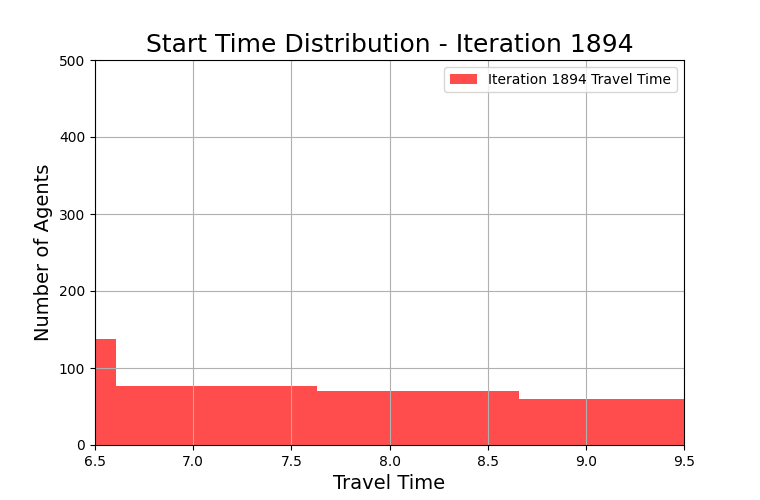 Start Time Distribution - Iteration 1894
Iteration 1894 Travel Time
Number of Agents
500
400
300
200
100
0
6.5 7.0 7.5 8.0 8.5 9.0 9.5
Travel Time